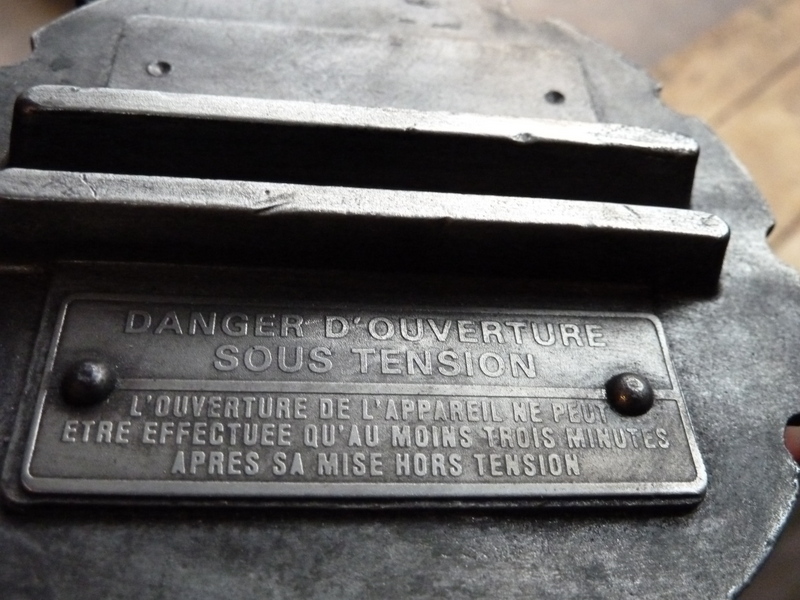 DANGER D'OUVERTURE
SOUS TENSION
L'OUVERTURE DE L'APPAREIL NE PEUT
ETRE EFFECTUEE QU'AU MOINS TROIS MINUTES
APRES SA MISE HORS TENSION